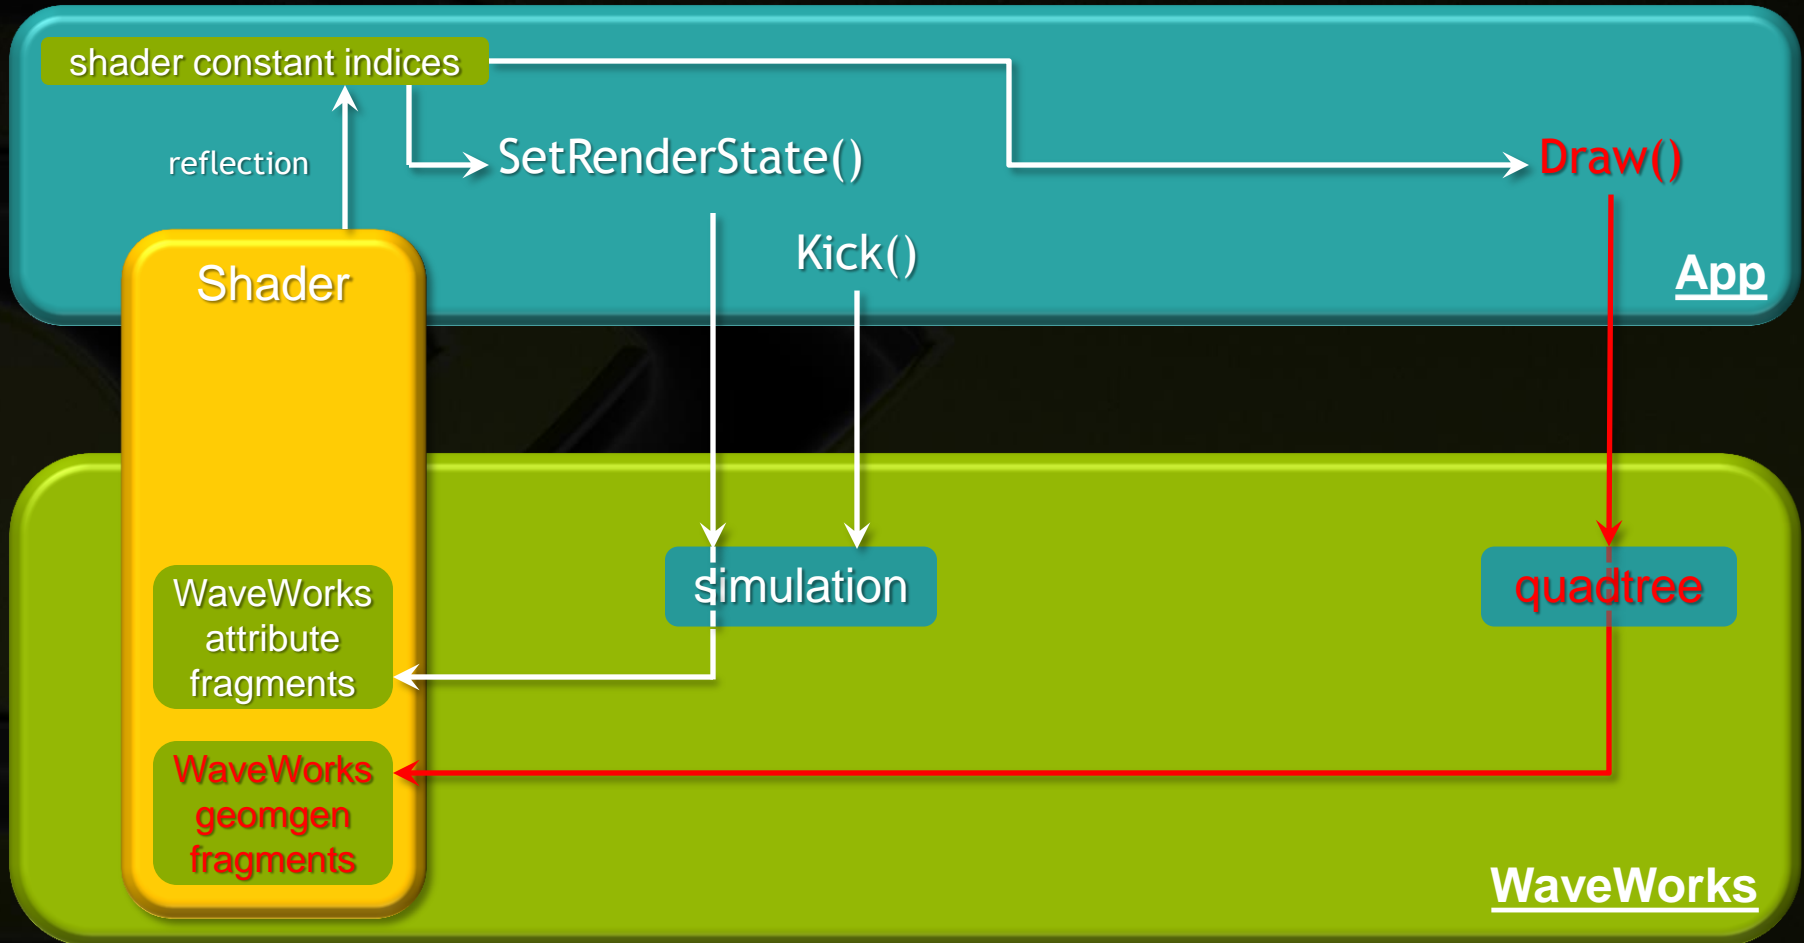 shader constant indices
reflection
SetRenderState()
Draw()
Kick()
App
Shader
WaveWorks
attribute
fragments
simulation
quadtree
WaveWorks
geomgen
fragments
WaveWorks